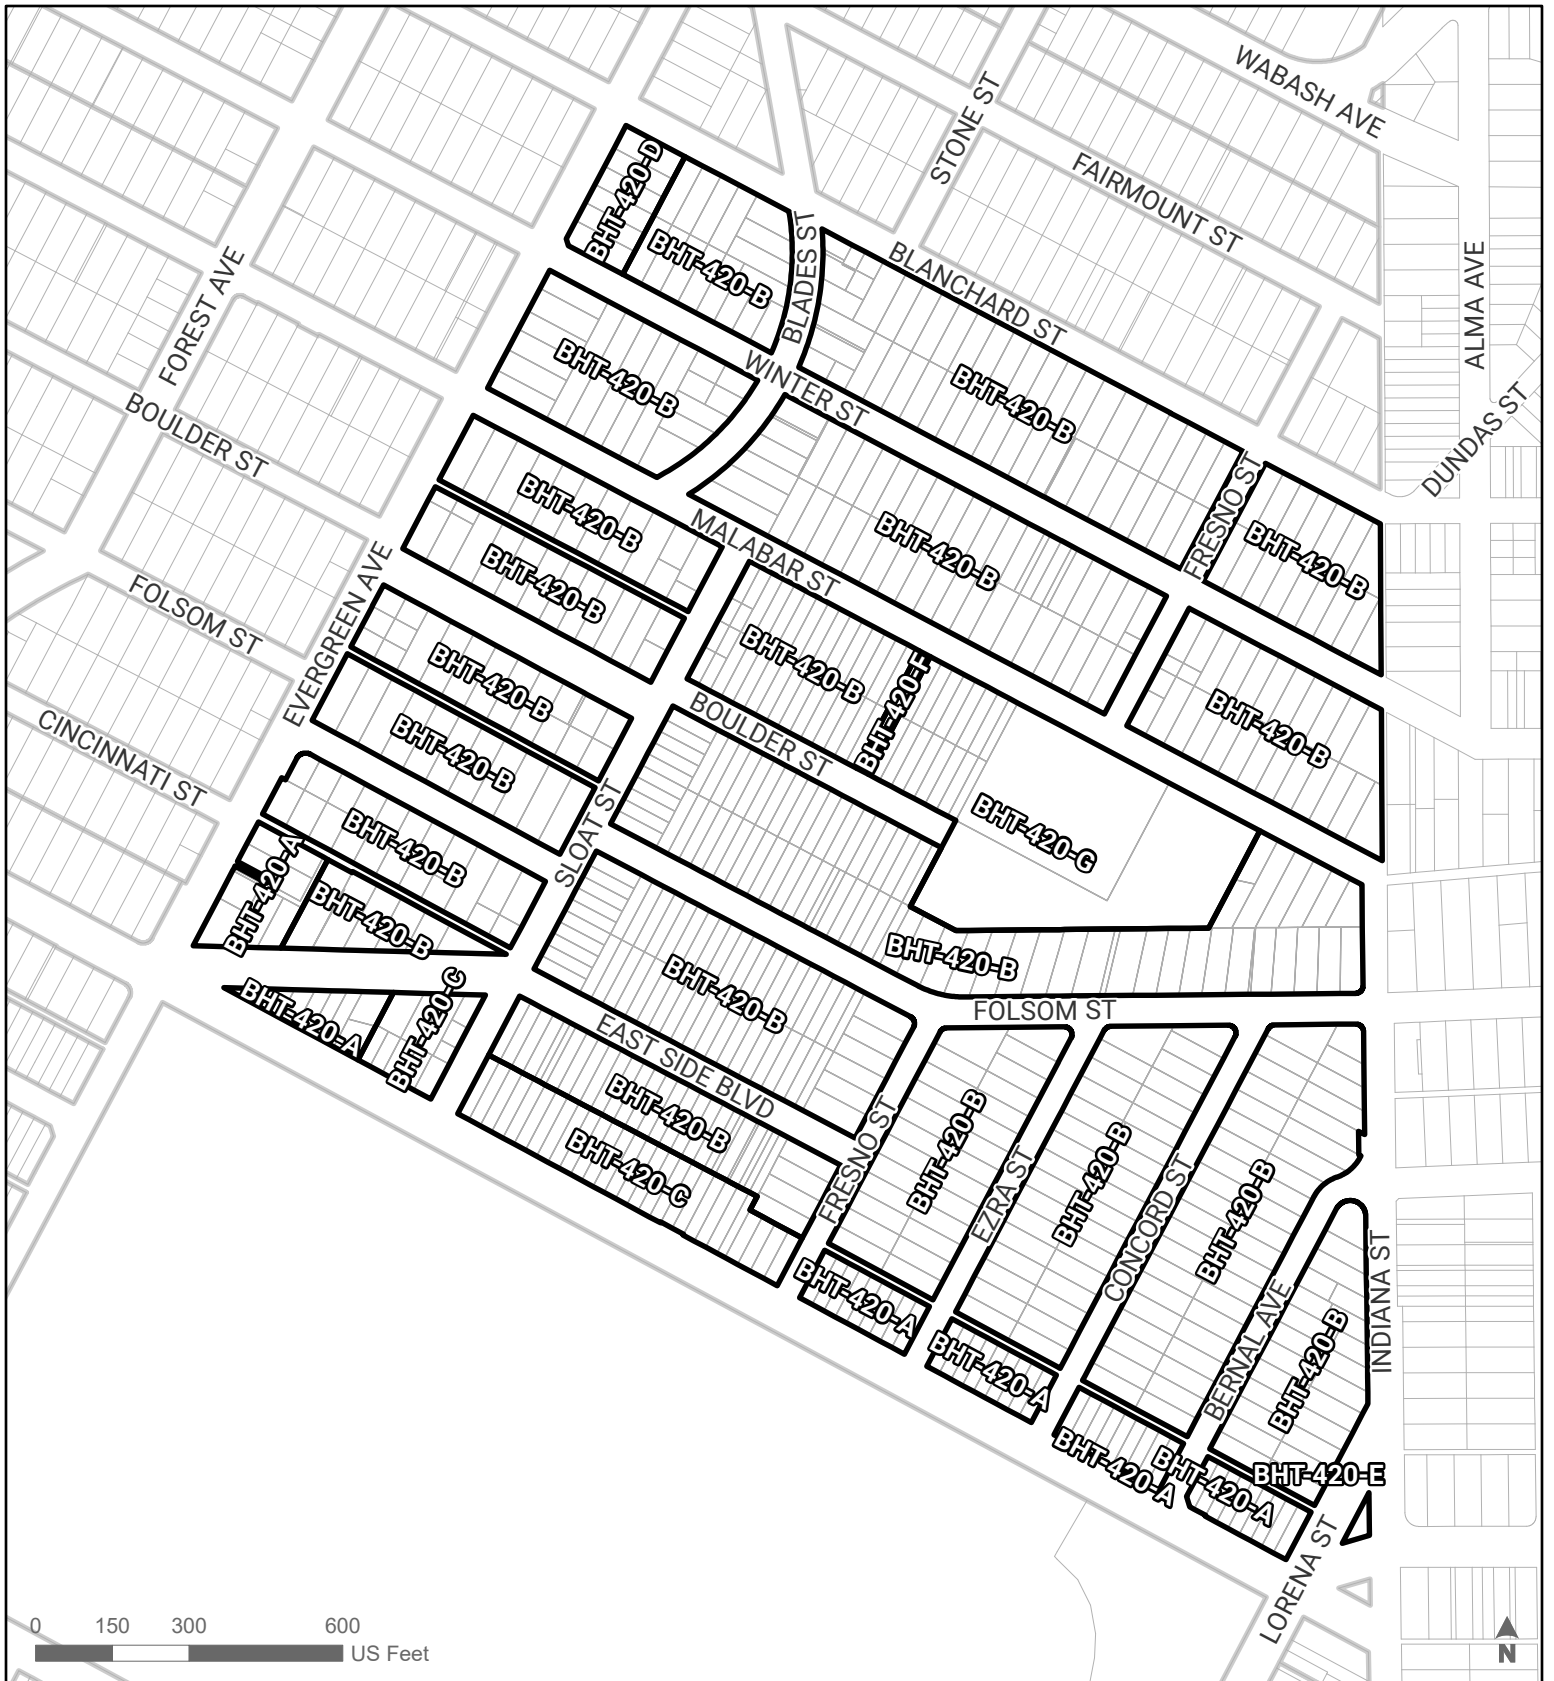 WABASH AVE
STONE ST
FAIRMOUNT ST
BHT-420-D
BHT-420-B
BLADES ST
BLANCHARD ST
ALMA AVE
FOREST AVE
BHT-420-B
WINTER ST
BHT-420-B
DUNDAS ST
BOULDER ST
BHT-420-B
MALABAR ST
BHT-420-B
FRESNO ST
BHT-420-B
BHT-420-B
FOLSOM ST
EVERGREEN AVE
BHT-420-B
BHT-420-B
BHT-420-F
BHT-420-B
BOULDER ST
BHT-420-B
CINCINNATI ST
BHT-420-B
SLOAT ST
BHT-420-G
BHT-420-A
BHT-420-B
BHT-420-B
BHT-420-B
BHT-420-A
BHT-420-C
BHT-420-B
FOLSOM ST
EAST SIDE BLVD
BHT-420-B
BHT-420-C
FRESNO ST
BHT-420-B
EZRA ST
BHT-420-B
CONCORD ST
BHT-420-B
BERNAL AVE
BHT-420-B
INDIANA ST
BHT-420-A
BHT-420-A
BHT-420-A
BHT-420-A
BHT-420-E
LORENA ST
0 150 300 600
US Feet
N